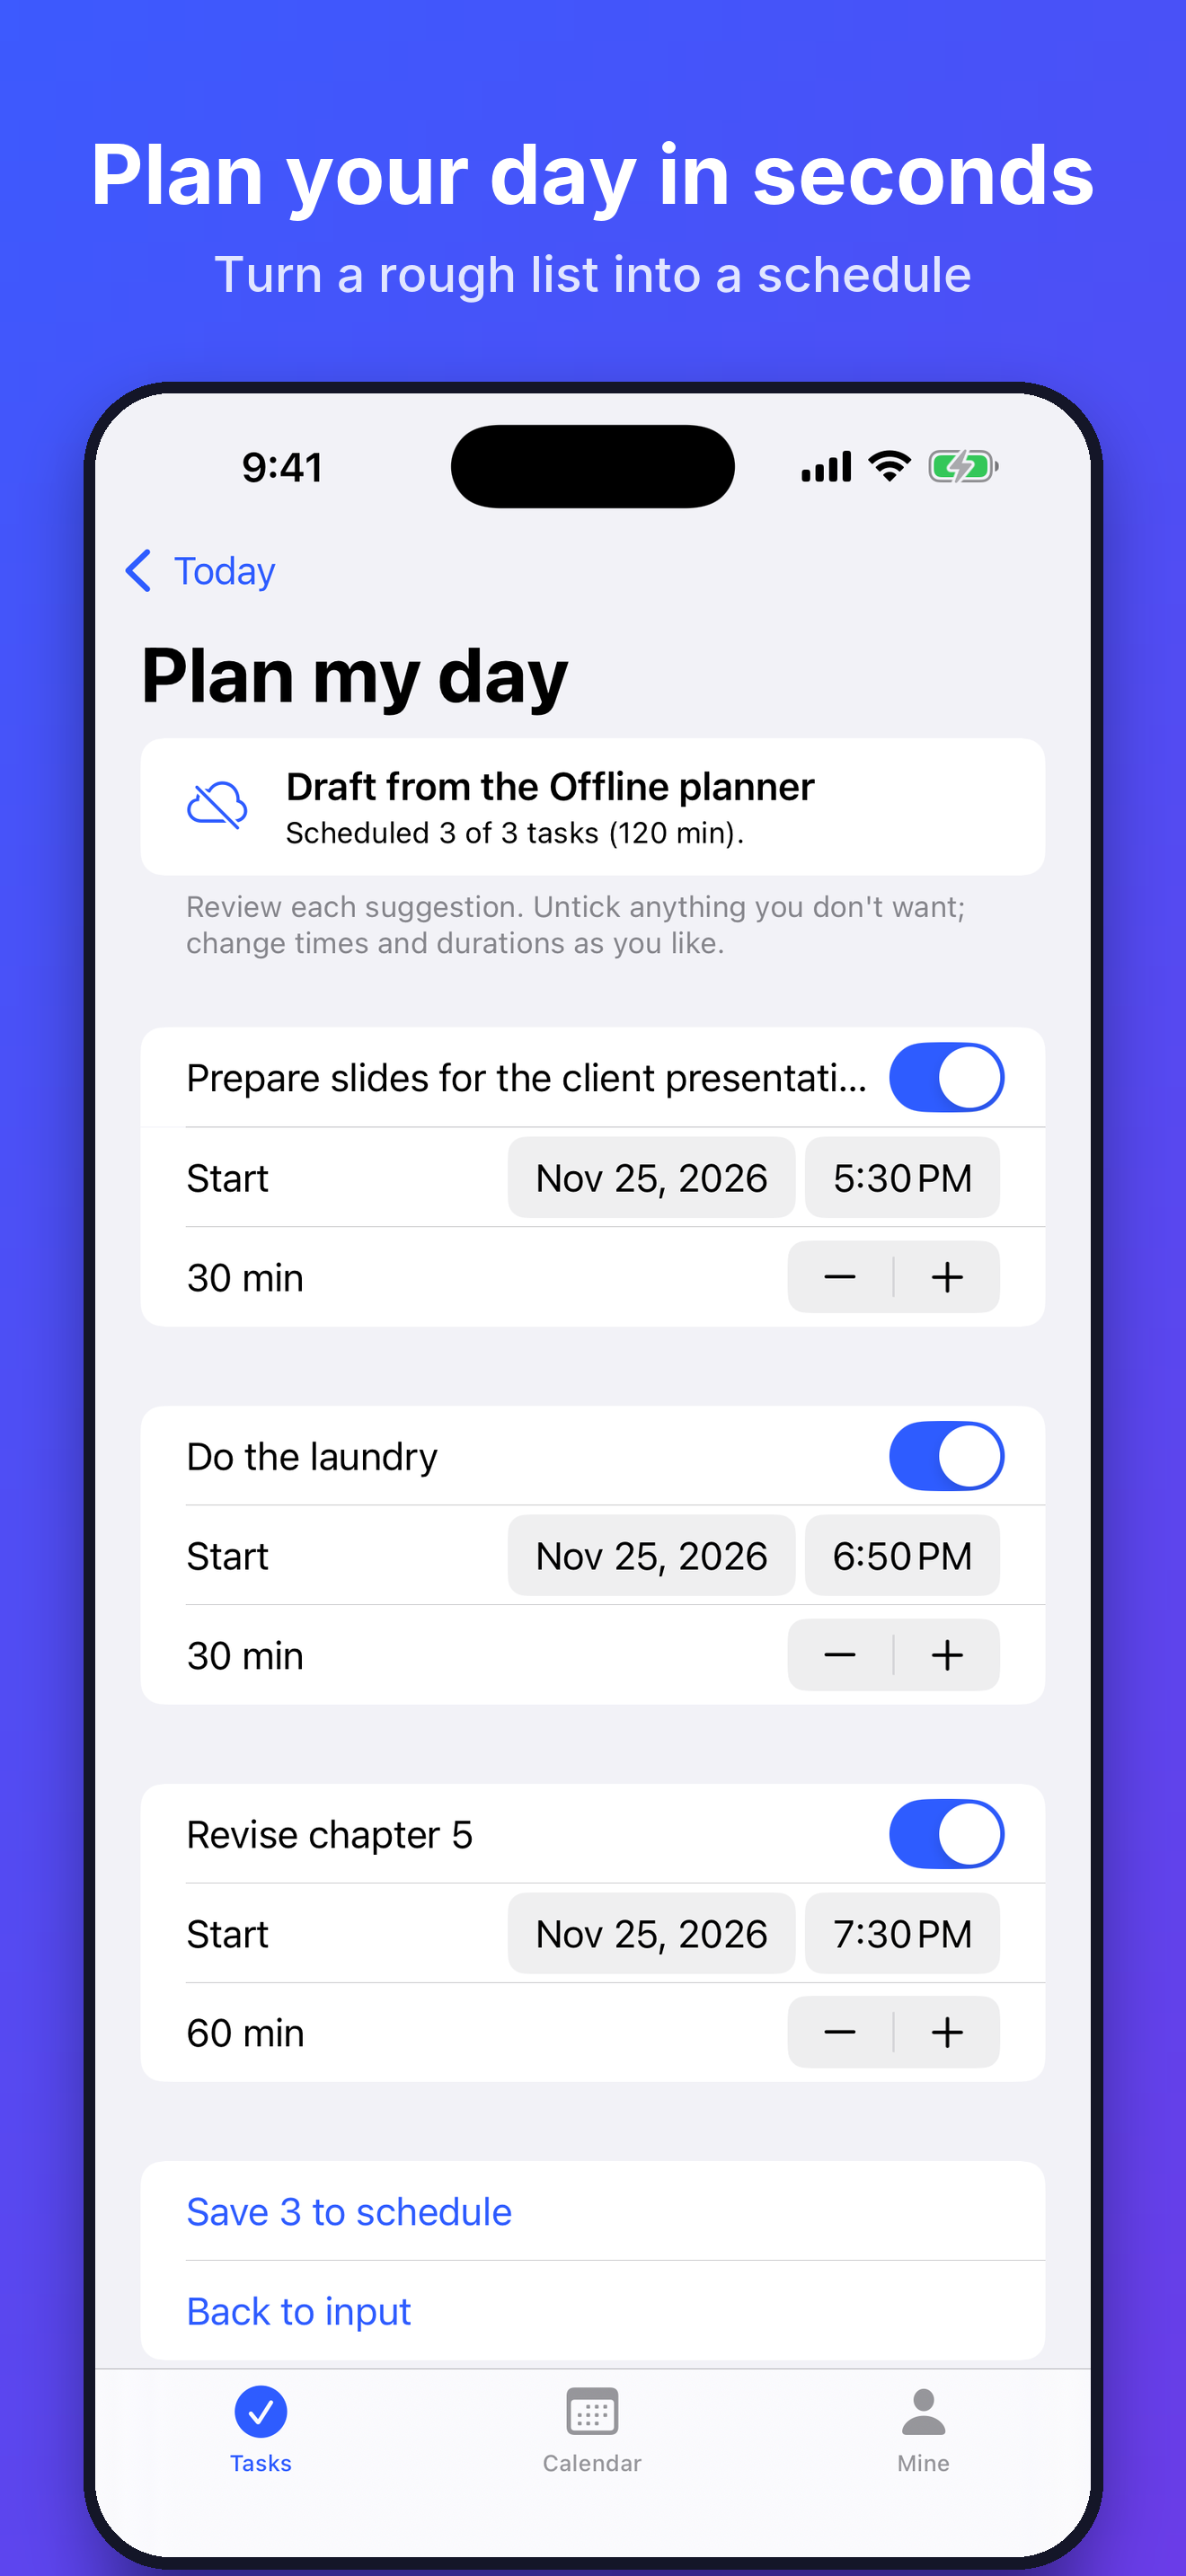 Plan your day in seconds
Turn a rough list into a schedule
9:41
Today
Plan my day
Draft from the Offline planner
Scheduled 3 of 3 tasks (120 min).
Review each suggestion. Untick anything you don't want;
change times and durations as you like.
Prepare slides for the client presentati...
Start Nov 25, 2026 5:30 PM
30 min
Do the laundry
Start Nov 25, 2026 6:50 PM
30 min
Revise chapter 5
Start Nov 25, 2026 7:30 PM
60 min
Save 3 to schedule
Back to input
Tasks Calendar Mine